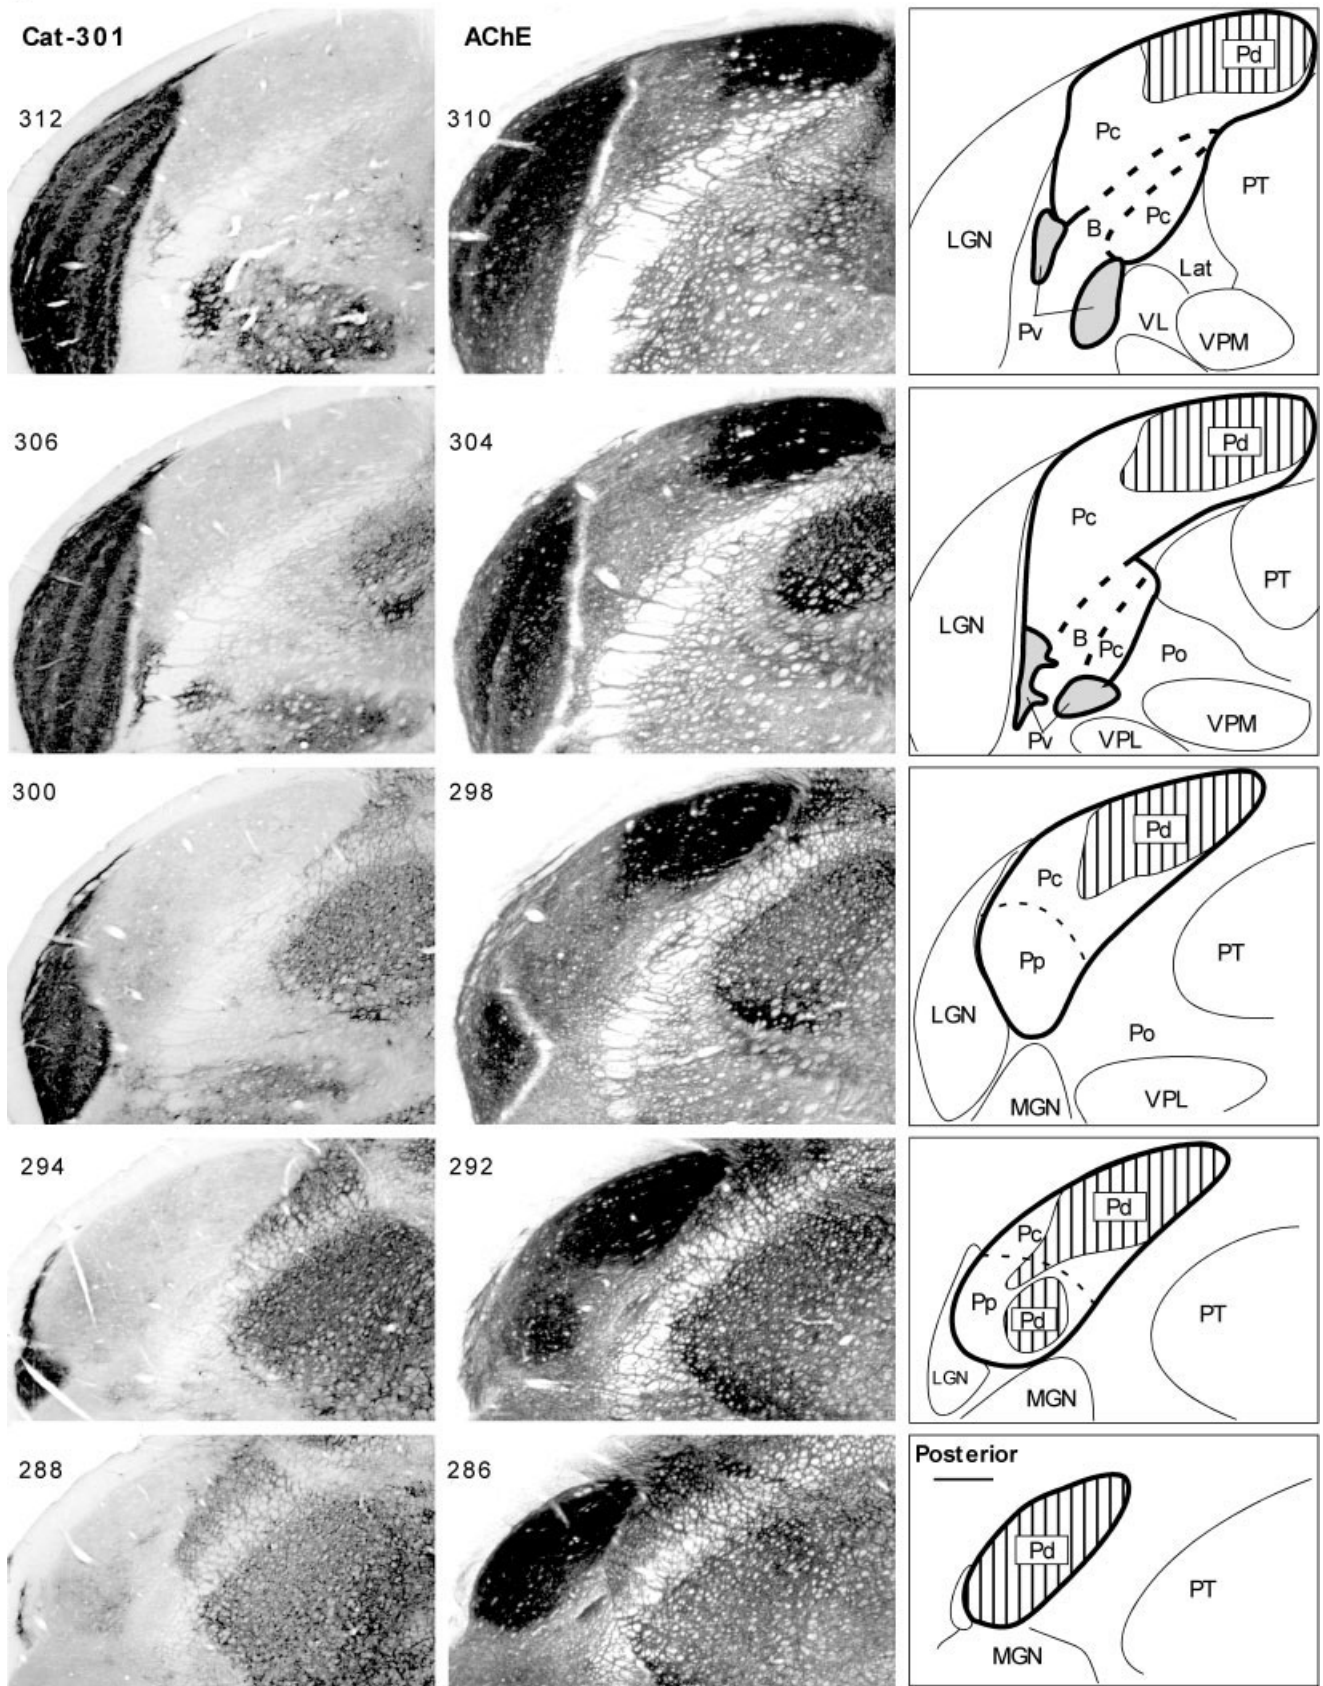 Cat-301
AChE
312
310
Pd
Pc
PT
LGN
B
Pc
Lat
Pv
VL
VPM
306
304
Pd
Pc
PT
LGN
B
Pc
Po
Pv
VPL
VPM
300
298
Pd
Pc
Pp
PT
LGN
Po
MGN
VPL
294
292
Pd
Pc
Pp
Pd
PT
LGN
MGN
288
286
Posterior
Pd
PT
MGN